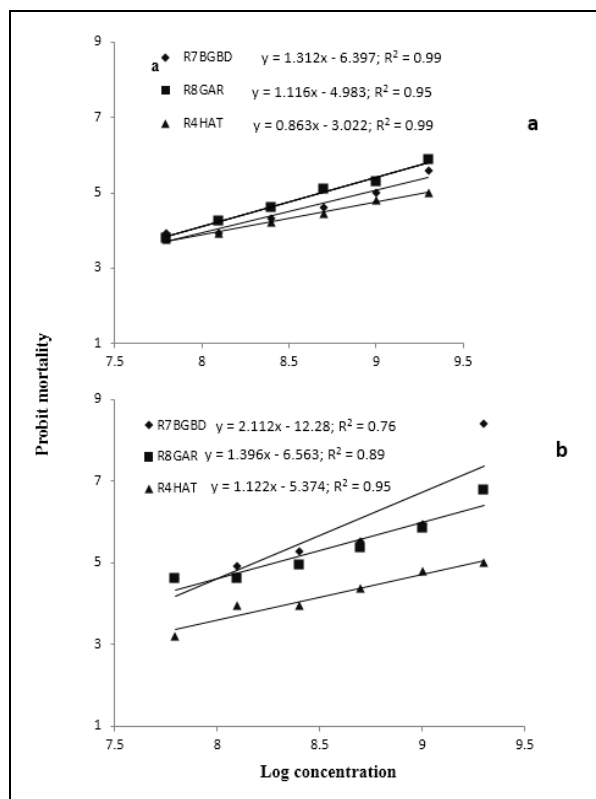 9
R7BGBD y = 1.312x - 6.397; R² = 0.99
a
R8GAR y = 1.116x - 4.983; R² = 0.95
7
R4HAT y = 0.863x - 3.022; R² = 0.99
a
5
3
1
7.5 8 8.5 9 9.5
Probit mortality
9
R7BGBD y = 2.112x - 12.28; R² = 0.76
b
R8GAR y = 1.396x - 6.563; R² = 0.89
7
R4HAT y = 1.122x - 5.374; R² = 0.95
5
3
1
7.5 8 8.5 9 9.5
Log concentration